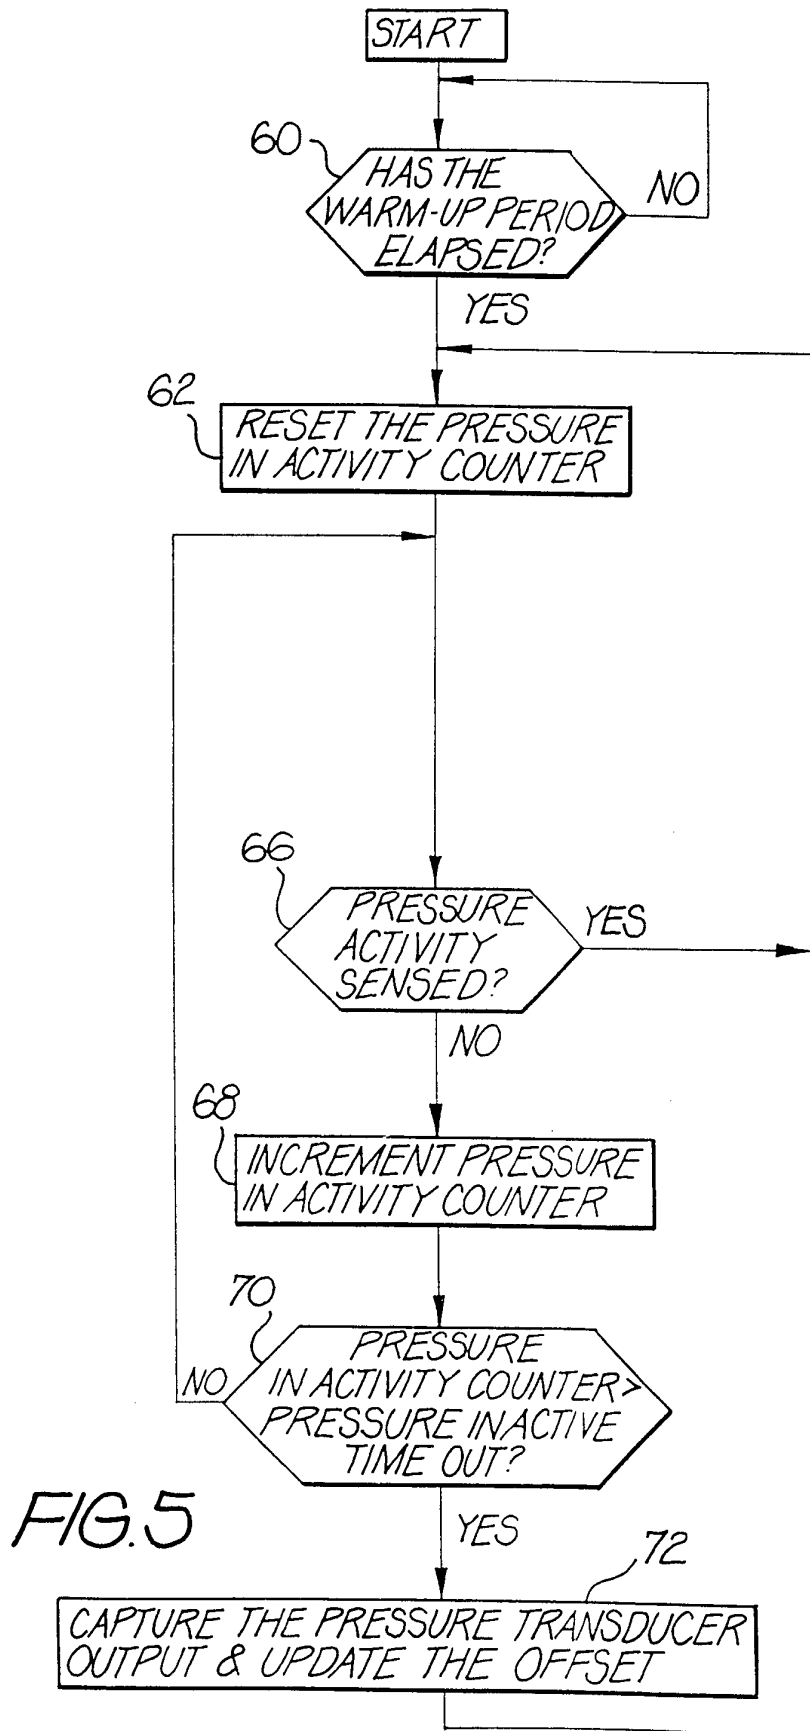 START
60
HAS THE
WARM-UP PERIOD
ELAPSED?
NO
YES
62
RESET THE PRESSURE
IN ACTIVITY COUNTER
66
PRESSURE
ACTIVITY
SENSED?
YES
NO
68
INCREMENT PRESSURE
IN ACTIVITY COUNTER
70
PRESSURE
IN ACTIVITY COUNTER >
PRESSURE INACTIVE
TIME OUT?
NO
FIG.5
YES
72
CAPTURE THE PRESSURE TRANSDUCER
OUTPUT & UPDATE THE OFFSET